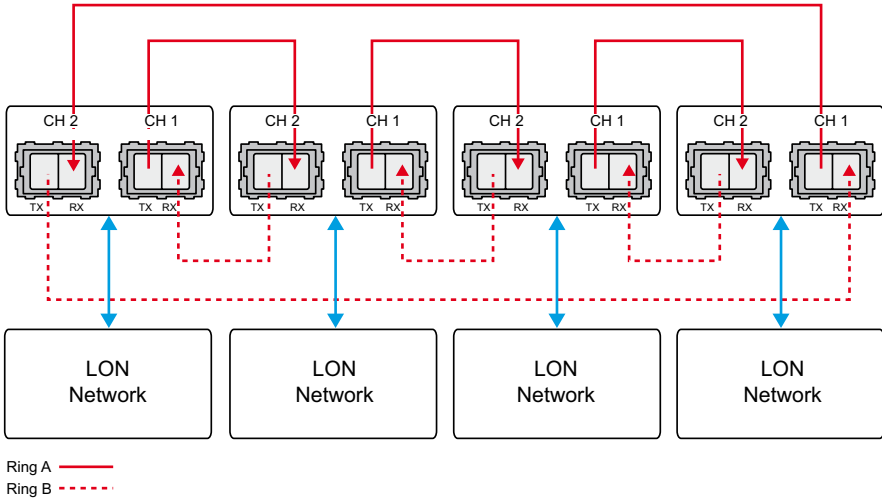 CH 2 CH 1 CH 2 CH 1 CH 2 CH 1 CH 2 CH 1
TX RX TX RX TX RX TX RX TX RX TX RX TX RX TX RX
LON
Network
LON
Network
LON
Network
LON
Network
Ring A
Ring B